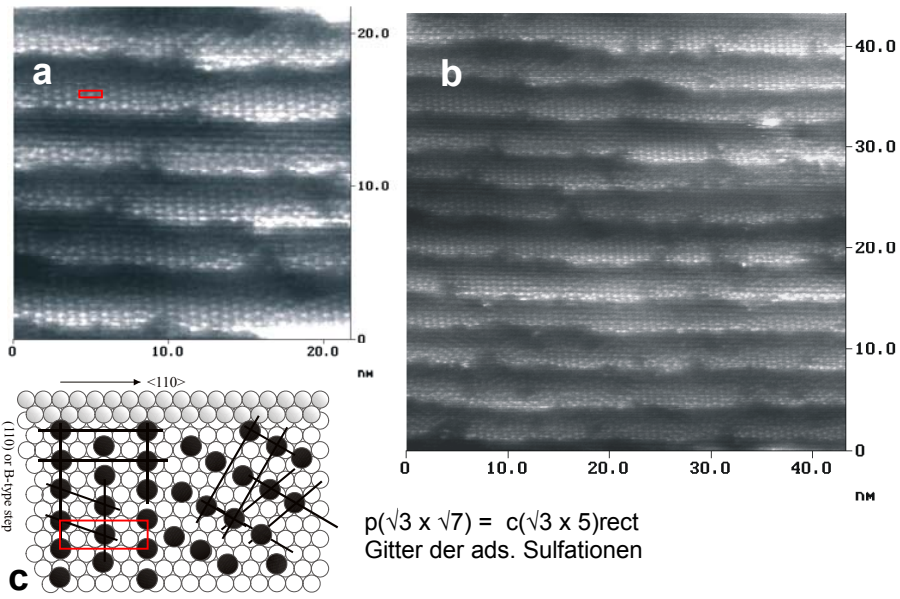 a
20.0
10.0
0
0
10.0
20.0
nm
b
40.0
30.0
20.0
10.0
0
0
10.0
20.0
30.0
40.0
nm
<110>
(110) or B-type step
c
p(√3 x √7) = c(√3 x 5)rect
Gitter der ads. Sulfationen